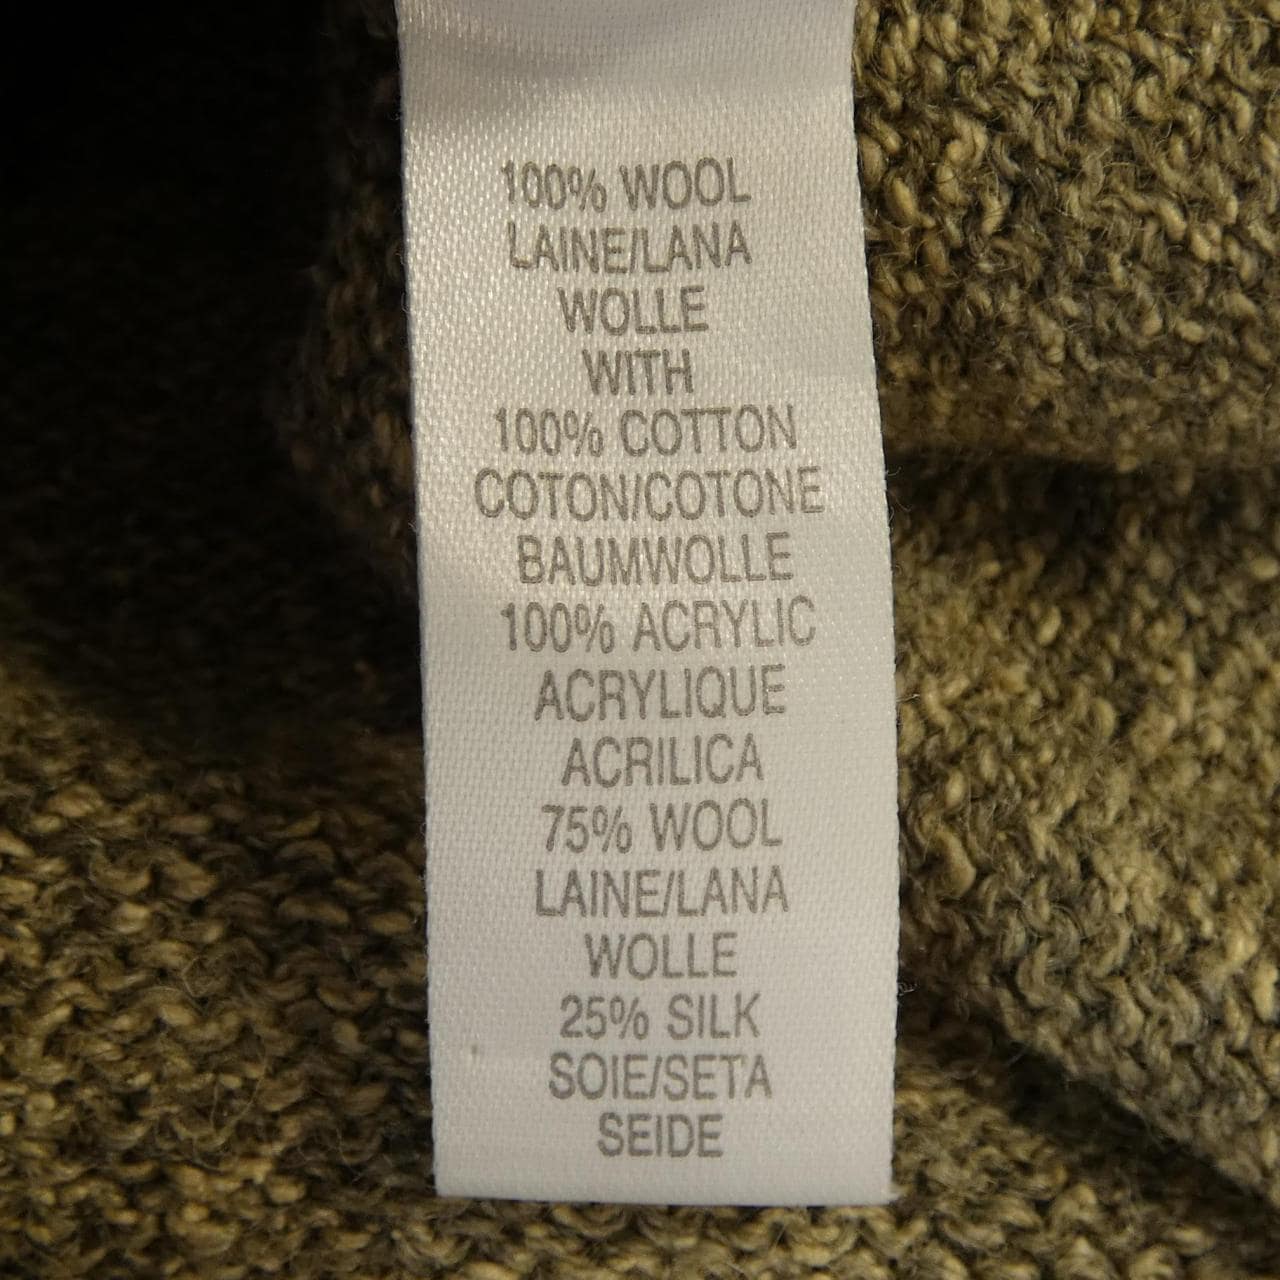 100% WOOL
LAINE/LANA
WOLLE
WITH
100% COTTON
COTON/COTONE
BAUMWOLLE
100% ACRYLIC
ACRYLIQUE
ACRILICA
75% WOOL
LAINE/LANA
WOLLE
25% SILK
SOIE/SETA
SEIDE